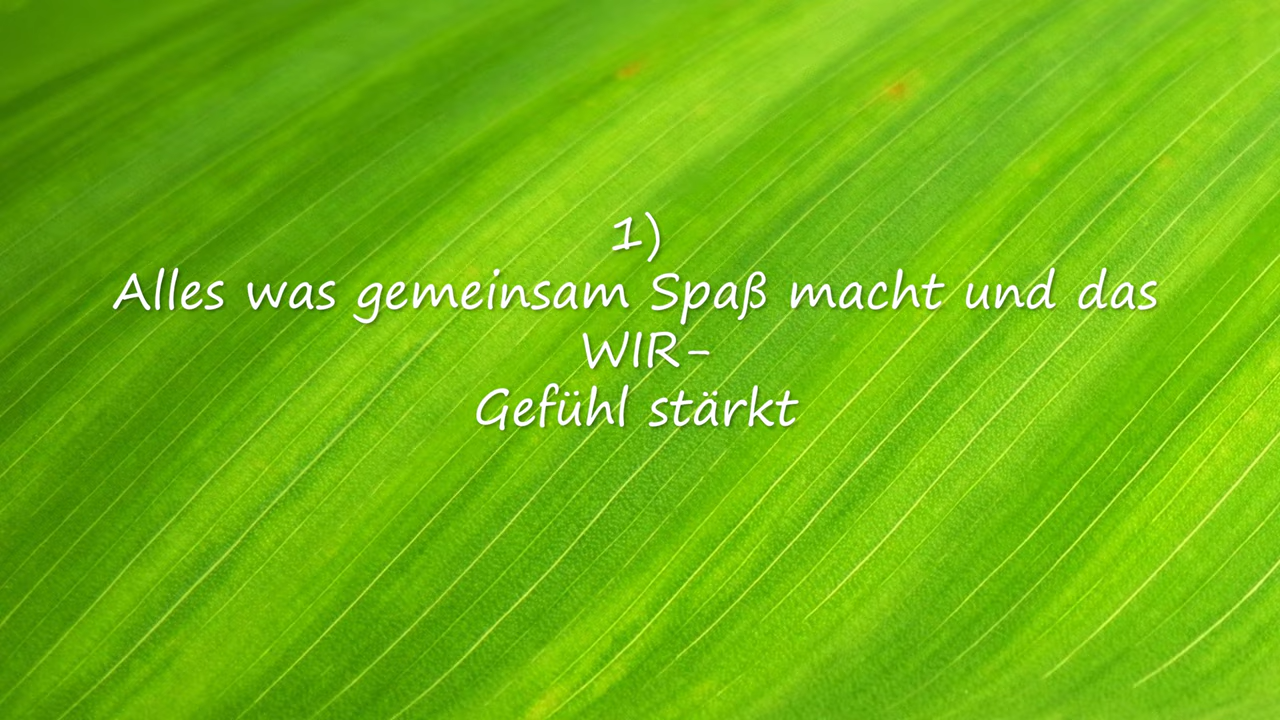 1)
Alles was gemeinsam Spaß macht und das
WIR-
Gefühl stärkt